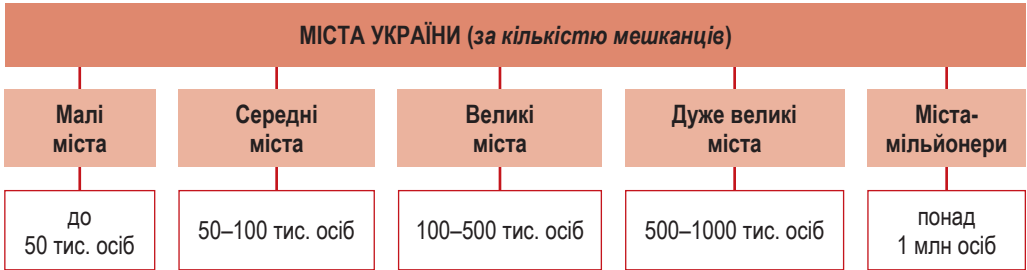 МІСТА УКРАЇНИ (за кількістю мешканців)
Малі
міста
до
50 тис. осіб
Середні
міста
50–100 тис. осіб
Великі
міста
100–500 тис. осіб
Дуже великі
міста
500–1000 тис. осіб
Міста-
мільйонери
понад
1 млн осіб